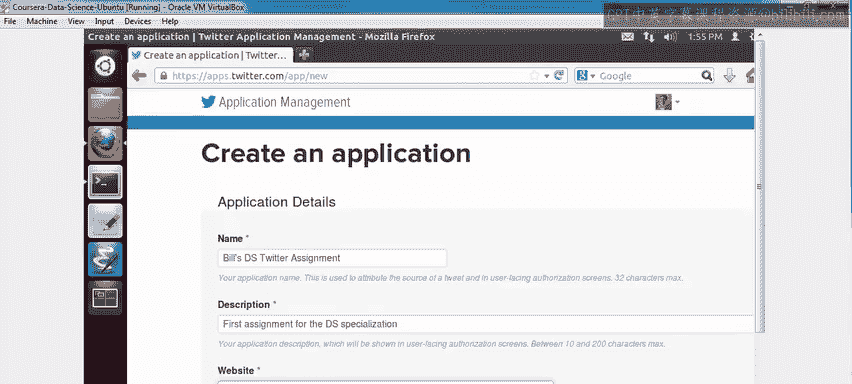 Coursera-Data-Science-Ubuntu [Running] - Oracle VM VirtualBox
File Machine View Input Devices Help
Create an application | Twitter Application Management - Mozilla Firefox
1:55 PM
Create an application | T...
https://apps.twitter.com/app/new
Google
Application Management
Create an application
Application Details
Name *
Bill's DS Twitter Assignment
Your application name. This is used to attribute the source of a tweet and in user-facing authorization screens. 32 characters max.
Description *
First assignment for the DS specialization
Your application description, which will be shown in user-facing authorization screens. Between 10 and 200 characters max.
Website *